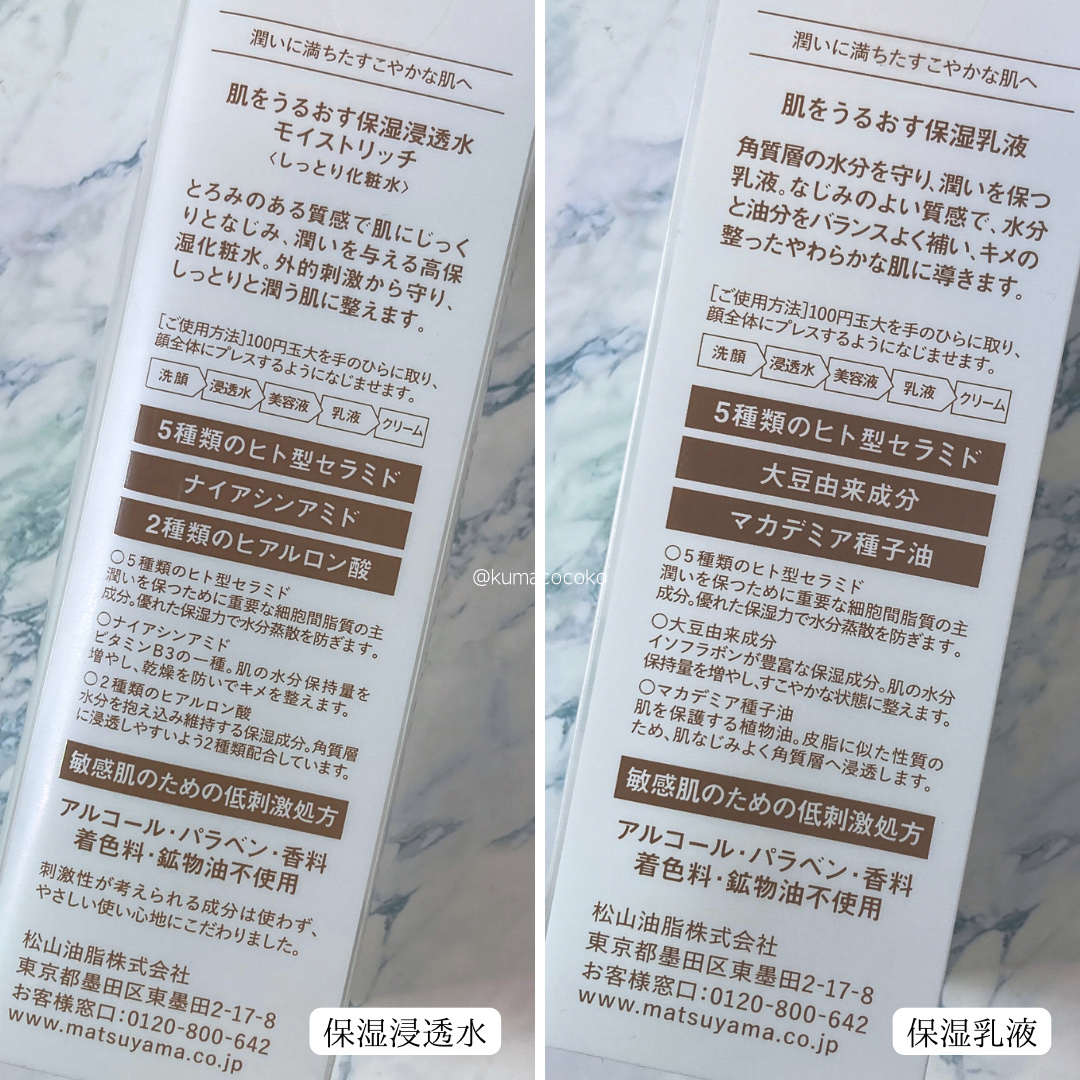 潤いに満ちたすこやかな肌へ
肌をうるおす保湿浸透水
モイストリッチ
〈しっとり化粧水〉
とろみのある質感で肌にじっく
りとなじみ、潤いを与える高保
湿化粧水。外的刺激から守り、
しっとりと潤う肌に整えます。
[ご使用方法]100円玉大を手のひらに取り、
顔全体にプレスするようになじませます。
洗顔 浸透水 美容液 乳液 クリーム
5種類のヒト型セラミド
ナイアシンアミド
2種類のヒアルロン酸
○5種類のヒト型セラミド
潤いを保つために重要な細胞間脂質の主
成分。優れた保湿力で水分蒸散を防ぎます。
○ナイアシンアミド
ビタミンB3の一種。肌の水分保持量を
増やし、乾燥を防いでキメを整えます。
○2種類のヒアルロン酸
水分を抱え込み維持する保湿成分。角質層
に浸透しやすいよう2種類配合しています。
敏感肌のための低刺激処方
アルコール・パラベン・香料
着色料・鉱物油不使用
刺激性が考えられる成分は使わず、
やさしい使い心地にこだわりました。
松山油脂株式会社
東京都墨田区東墨田2-17-8
お客様窓口:0120-800-642
www.matsuyama.co.jp
保湿浸透水
潤いに満ちたすこやかな肌へ
肌をうるおす保湿乳液
角質層の水分を守り、潤いを保つ
乳液。なじみのよい質感で、水分
と油分をバランスよく補い、キメの
整ったやわらかな肌に導きます。
[ご使用方法]100円玉大を手のひらに取り、
顔全体にプレスするようになじませます。
洗顔 浸透水 美容液 乳液 クリーム
5種類のヒト型セラミド
大豆由来成分
マカデミア種子油
○5種類のヒト型セラミド
潤いを保つために重要な細胞間脂質の主
成分。優れた保湿力で水分蒸散を防ぎます。
○大豆由来成分
イソフラボンが豊富な保湿成分。肌の水分
保持量を増やし、すこやかな状態に整えます。
○マカデミア種子油
肌を保護する植物油。皮脂に似た性質の
ため、肌なじみよく角質層へ浸透します。
敏感肌のための低刺激処方
アルコール・パラベン・香料
着色料・鉱物油不使用
松山油脂株式会社
東京都墨田区東墨田2-17-8
お客様窓口:0120-800-642
www.matsuyama.co.jp
保湿乳液
@kumacocoko